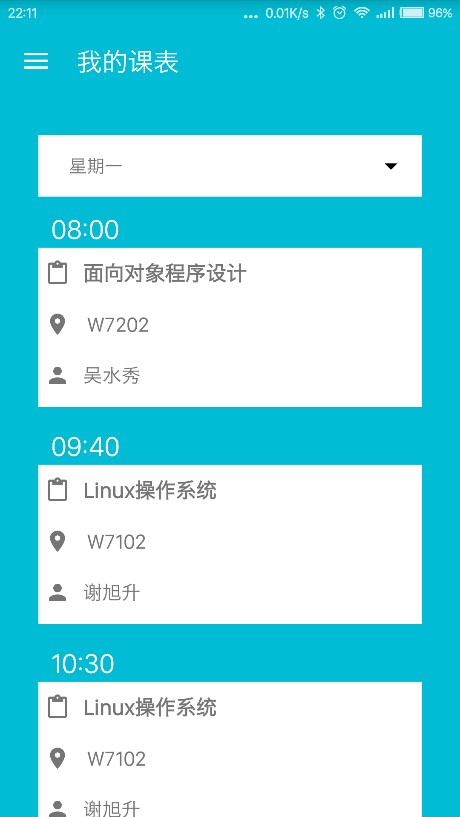 22:11 ... 0.01K/s 96%
我的课表
星期一
08:00
面向对象程序设计
W7202
吴水秀
09:40
Linux操作系统
W7102
谢旭升
10:30
Linux操作系统
W7102
谢旭升